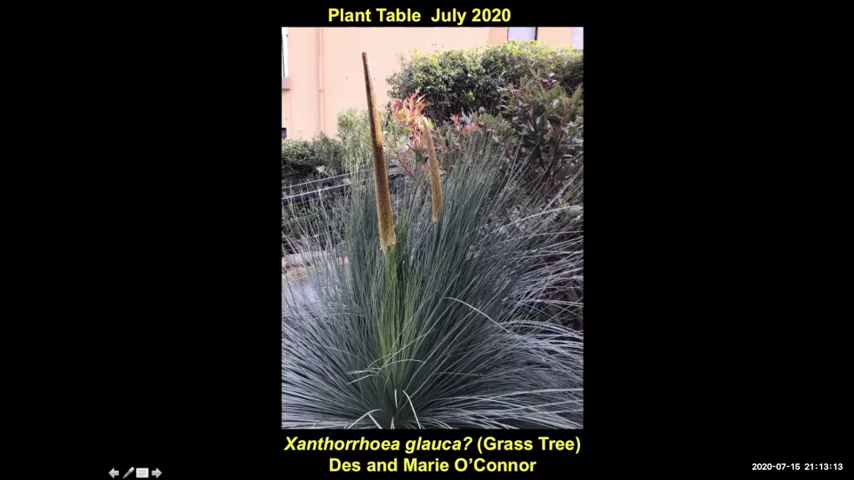 Plant Table July 2020
Xanthorrhoea glauca? (Grass Tree)
Des and Marie O'Connor
2020-07-15 21:13:13